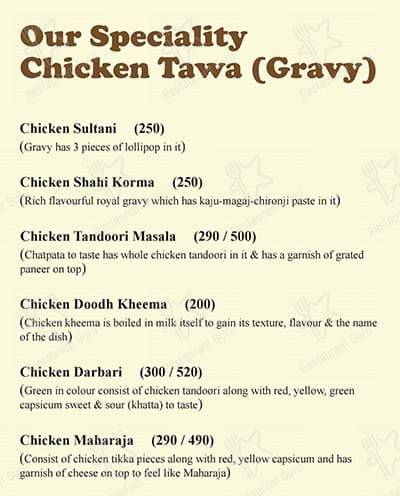 Our Speciality
Chicken Tawa (Gravy)
Chicken Sultani (250)
(Gravy has 3 pieces of lollipop in it)
Chicken Shahi Korma (250)
(Rich flavourful royal gravy which has kaju-magaj-chironji paste in it)
Chicken Tandoori Masala (290 / 500)
(Chatpata to taste has whole chicken tandoori in it & has a garnish of grated
paneer on top)
Chicken Doodh Kheema (200)
(Chicken kheema is boiled in milk itself to gain its texture, flavour & the name
of the dish)
Chicken Darbari (300 / 520)
(Green in colour consist of chicken tandoori along with red, yellow, green
capsicum sweet & sour (khatta) to taste)
Chicken Maharaja (290 / 490)
(Consist of chicken tikka pieces along with red, yellow capsicum and has
garnish of cheese on top to feel like Maharaja)